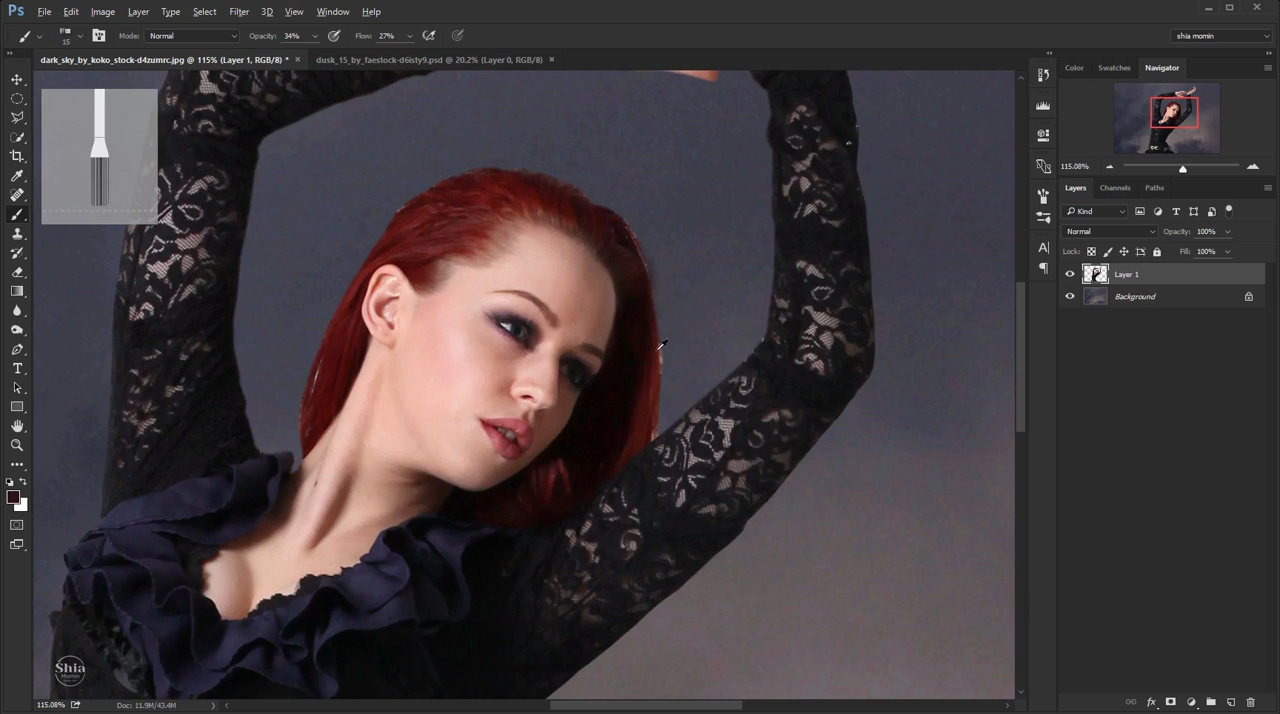 Ps File Edit Image Layer Type Select Filter 3D View Window Help
15 Mode: Normal Opacity: 34% Flow: 27% shia momin
dark_sky_by_koko_stock-d4zumrc.jpg @ 115% (Layer 1, RGB/8) * × dusk_15_by_faestock-d6isty9.psd @ 20.2% (Layer 0, RGB/8) ×
Color Swatches Navigator
115.08%
Layers Channels Paths
Kind
Normal Opacity: 100%
Lock: Fill: 100%
Layer 1
Background
Shia
Momin
115.08% Doc: 11.9M/43.4M